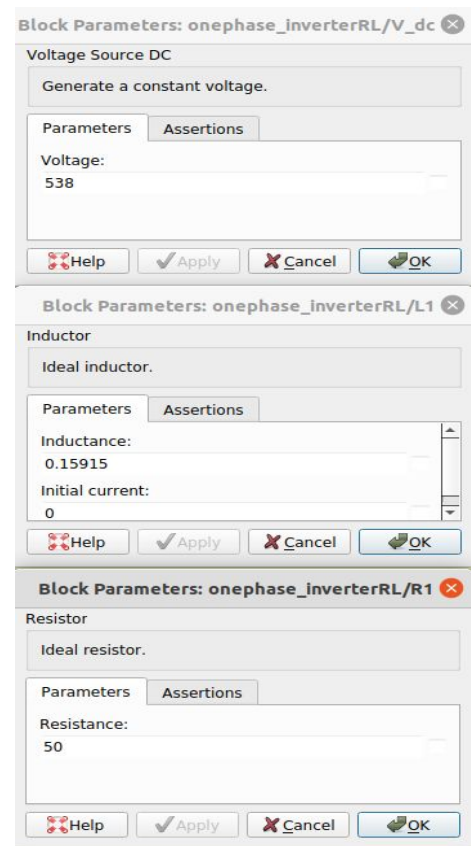 Block Parameters: onephase_inverterRL/V_dc
Voltage Source DC
Generate a constant voltage.
Parameters Assertions
Voltage:
538
Help Apply Cancel OK
Block Parameters: onephase_inverterRL/L1
Inductor
Ideal inductor.
Parameters Assertions
Inductance:
0.15915
Initial current:
0
Help Apply Cancel OK
Block Parameters: onephase_inverterRL/R1
Resistor
Ideal resistor.
Parameters Assertions
Resistance:
50
Help Apply Cancel OK